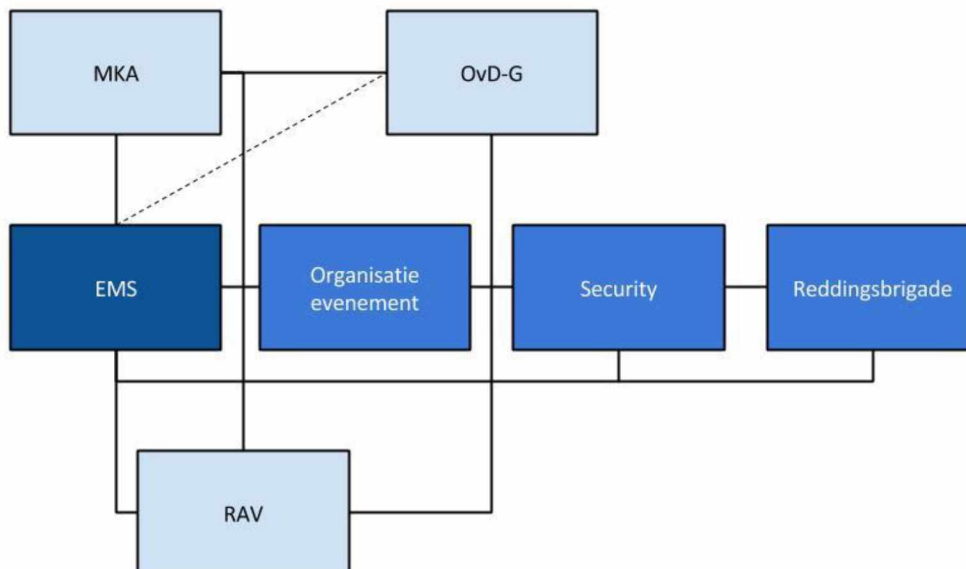 MKA
OvD-G
EMS
Organisatie
evenement
Security
Reddingsbrigade
RAV